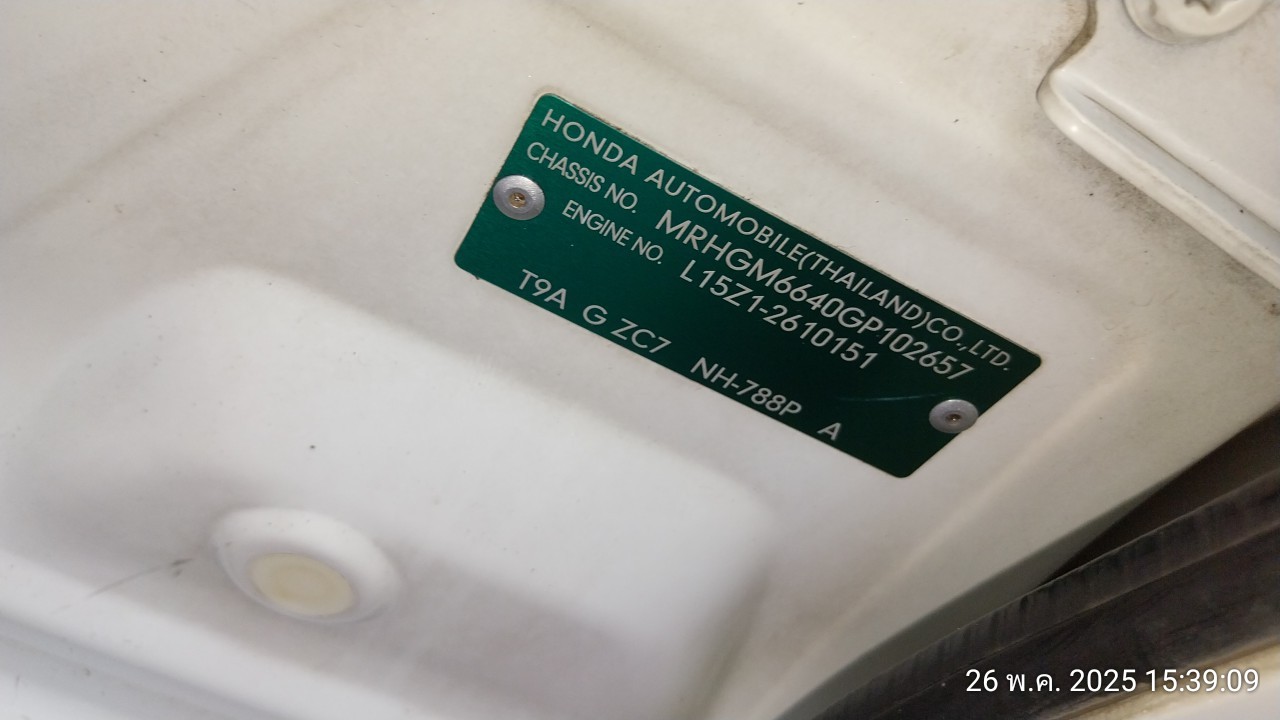 HONDA AUTOMOBILE(THAILAND)CO.,LTD.
CHASSIS NO. MRHGM6640GP102657
ENGINE NO. L15Z1-2610151
T9A G ZC7 NH-788P A
26 พ.ค. 2025 15:39:09